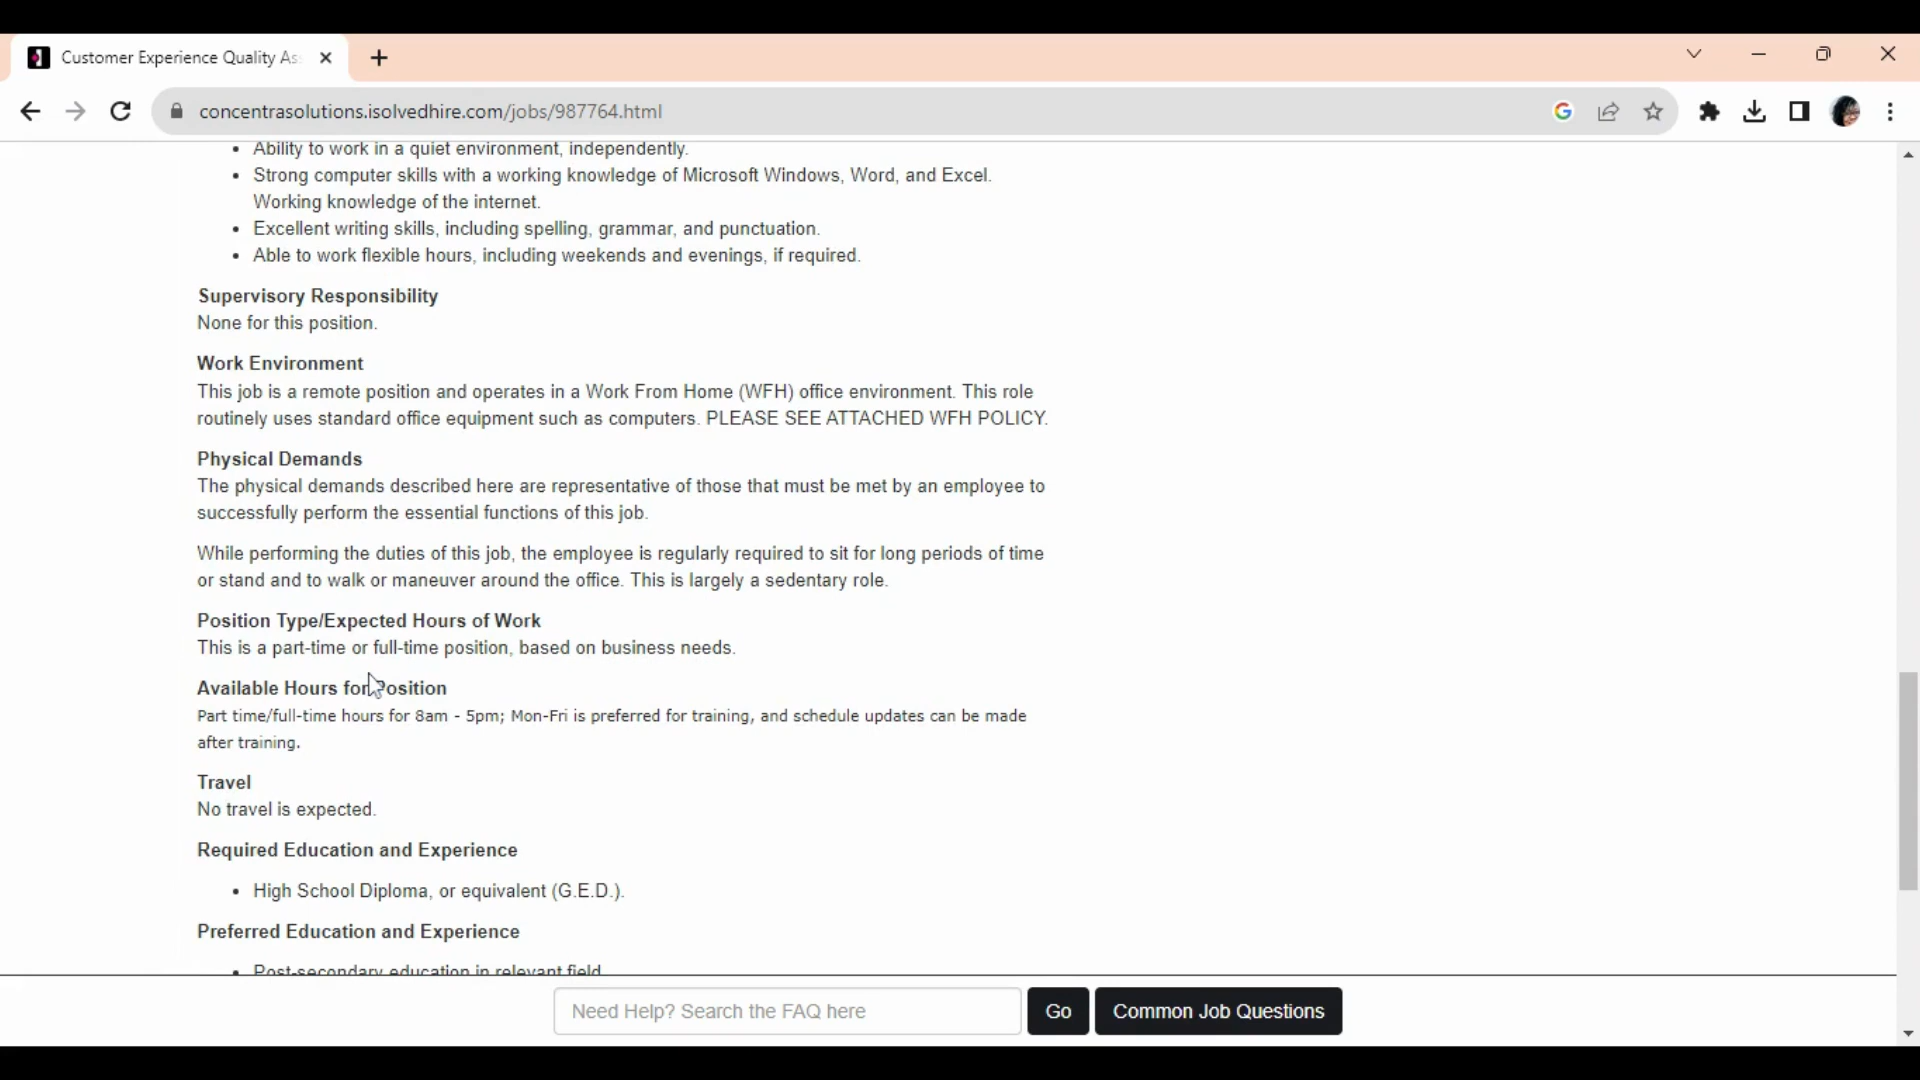 Customer Experience Quality As
concentrasolutions.isolvedhire.com/jobs/987764.html
• Ability to work in a quiet environment, independently.
• Strong computer skills with a working knowledge of Microsoft Windows, Word, and Excel.
Working knowledge of the internet.
• Excellent writing skills, including spelling, grammar, and punctuation.
• Able to work flexible hours, including weekends and evenings, if required.
Supervisory Responsibility
None for this position.
Work Environment
This job is a remote position and operates in a Work From Home (WFH) office environment. This role
routinely uses standard office equipment such as computers. PLEASE SEE ATTACHED WFH POLICY.
Physical Demands
The physical demands described here are representative of those that must be met by an employee to
successfully perform the essential functions of this job.
While performing the duties of this job, the employee is regularly required to sit for long periods of time
or stand and to walk or maneuver around the office. This is largely a sedentary role.
Position Type/Expected Hours of Work
This is a part-time or full-time position, based on business needs.
Available Hours for Position
Part time/full-time hours for 8am - 5pm; Mon-Fri is preferred for training, and schedule updates can be made
after training.
Travel
No travel is expected.
Required Education and Experience
• High School Diploma, or equivalent (G.E.D.).
Preferred Education and Experience
• Post-secondary education in relevant field
Need Help? Search the FAQ here
Go
Common Job Questions